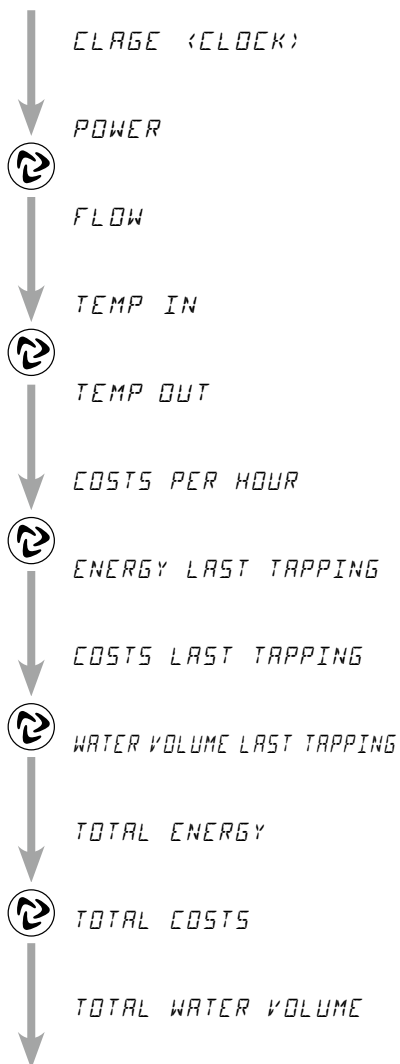 CLAGE (CLOCK)
POWER
FLOW
TEMP IN
TEMP OUT
COSTS PER HOUR
ENERGY LAST TAPPING
COSTS LAST TAPPING
WATER VOLUME LAST TAPPING
TOTAL ENERGY
TOTAL COSTS
TOTAL WATER VOLUME